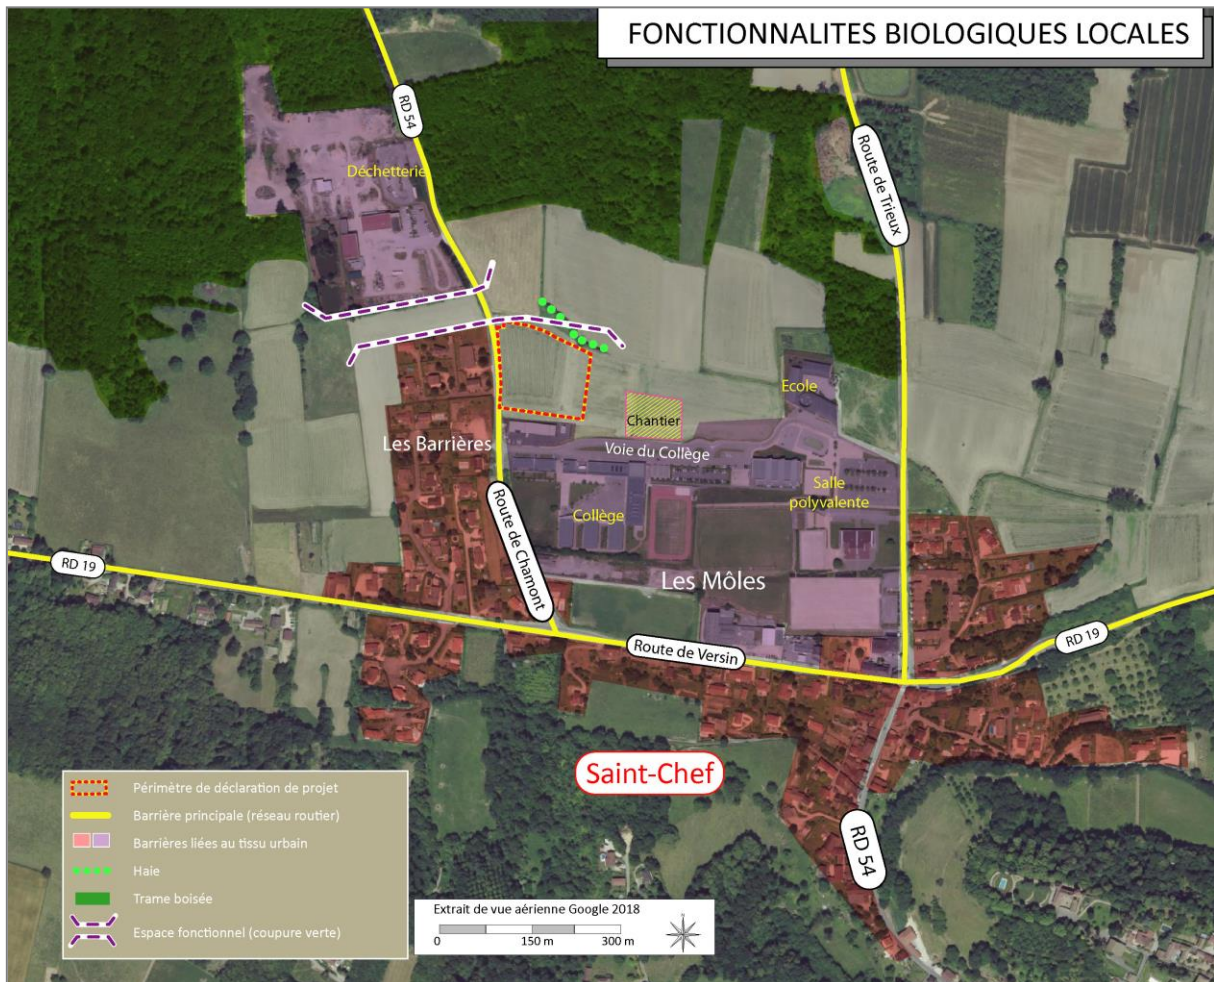 FONCTIONNALITES BIOLOGIQUES LOCALES
RD 54
Route de Trieux
Déchetterie
Ecole
Chantier
Les Barrières
Voie du Collège
Salle
polyvalente
Route de Chamont
Collège
RD 19
Les Môles
Route de Versin
RD 19
Saint-Chef
RD 54
Périmètre de déclaration de projet
Barrière principale (réseau routier)
Barrières liées au tissu urbain
Haie
Trame boisée
Espace fonctionnel (coupure verte)
Extrait de vue aérienne Google 2018
0 150 m 300 m